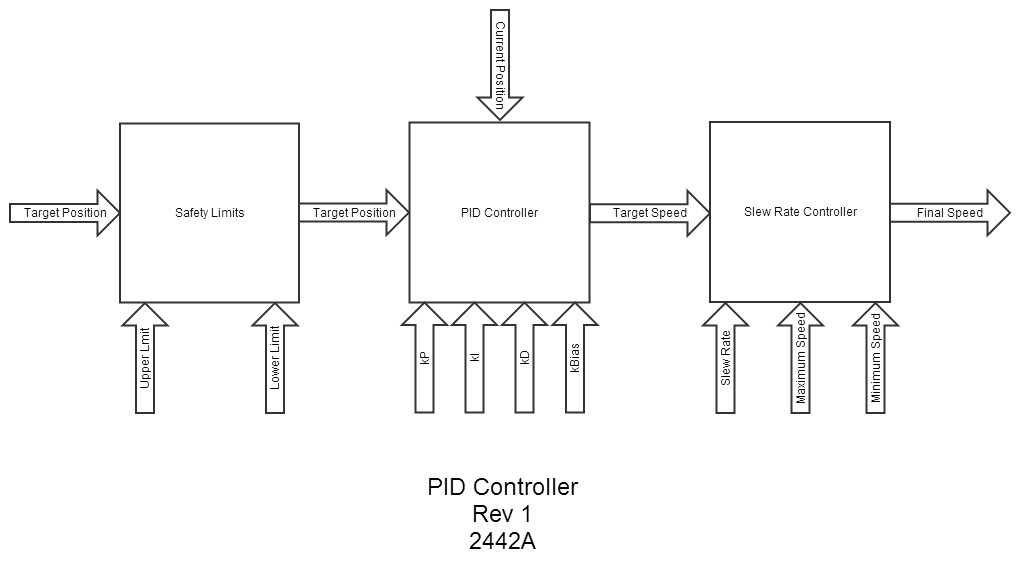 Current Position
Target Position
Safety Limits
Target Position
PID Controller
Target Speed
Slew Rate Controller
Final Speed
Upper Lmit
Lower Limit
kP
kI
kD
kBias
Slew Rate
Maximum Speed
Minimum Speed
PID Controller
Rev 1
2442A